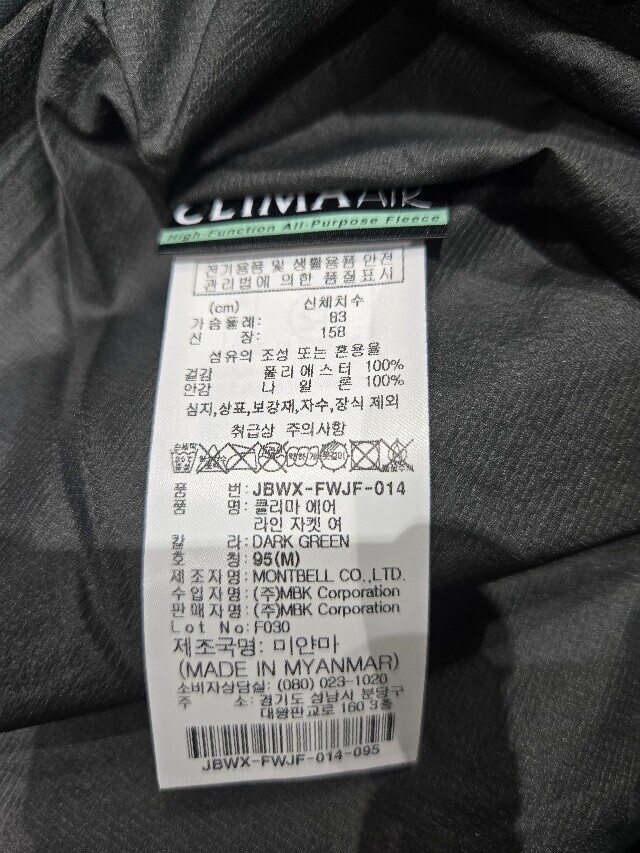 CLIMAAIR
High-Function All-Purpose Fleece
전기용품 및 생활용품 안전
관리법에 의한 품질표시
(cm) 신체치수
가슴둘레: 83
신 장: 158
섬유의 조성 또는 혼용율
겉감 폴리에스터 100%
안감 나일론 100%
심지,상표,보강재,자수,장식 제외
취급상 주의사항
품 번: JBWX-FWJF-014
품 명: 클리마 에어
라인 자켓 여
칼 라: DARK GREEN
호 칭: 95(M)
제조자명: MONTBELL CO.,LTD.
수입자명: (주)MBK Corporation
판매자명: (주)MBK Corporation
Lot No: F030
제조국명: 미얀마
(MADE IN MYANMAR)
소비자상담실: (080) 023-1020
주 소: 경기도 성남시 분당구
대왕판교로 160 3층
JBWX-FWJF-014-095